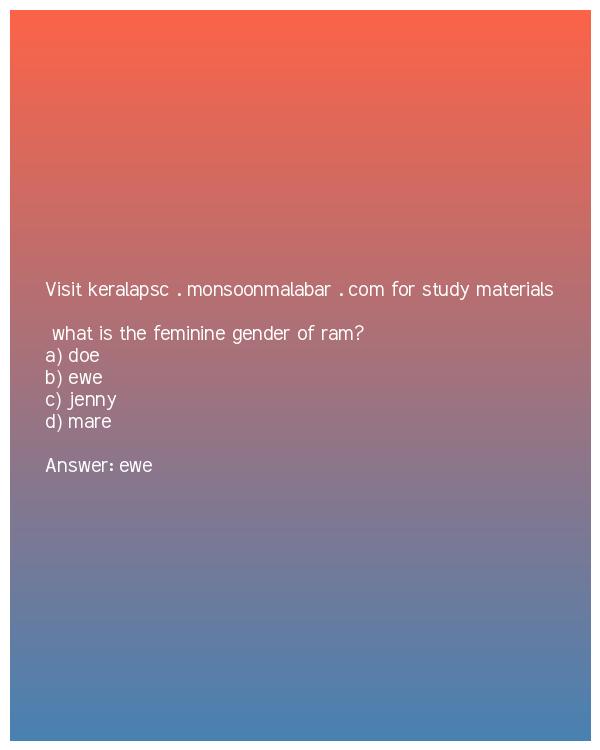 Visit keralapsc . monsoonmalabar . com for study materials
what is the feminine gender of ram?
a) doe
b) ewe
c) jenny
d) mare
Answer: ewe